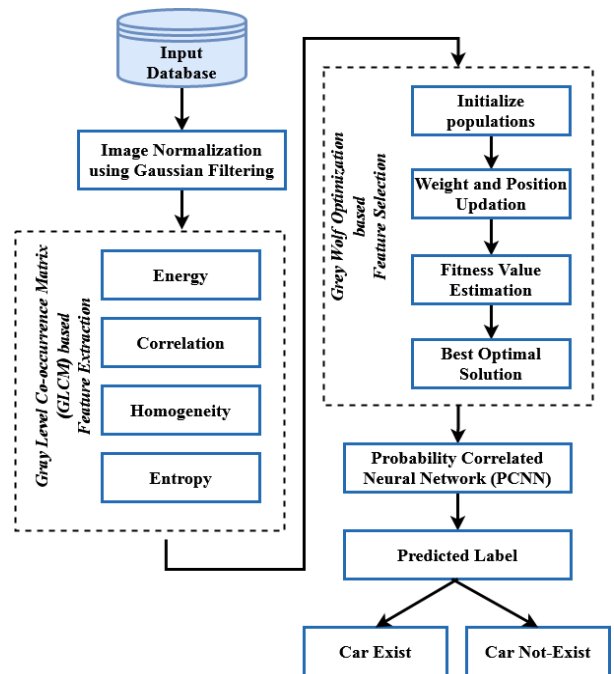 Input
Database
Image Normalization
using Gaussian Filtering
Gray Level Co-occurrence Matrix
(GLCM) based
Feature Extraction
Energy
Correlation
Homogeneity
Entropy
Grey Wolf Optimization
based
Feature Selection
Initialize
populations
Weight and Position
Updation
Fitness Value
Estimation
Best Optimal
Solution
Probability Correlated
Neural Network (PCNN)
Predicted Label
Car Exist
Car Not-Exist